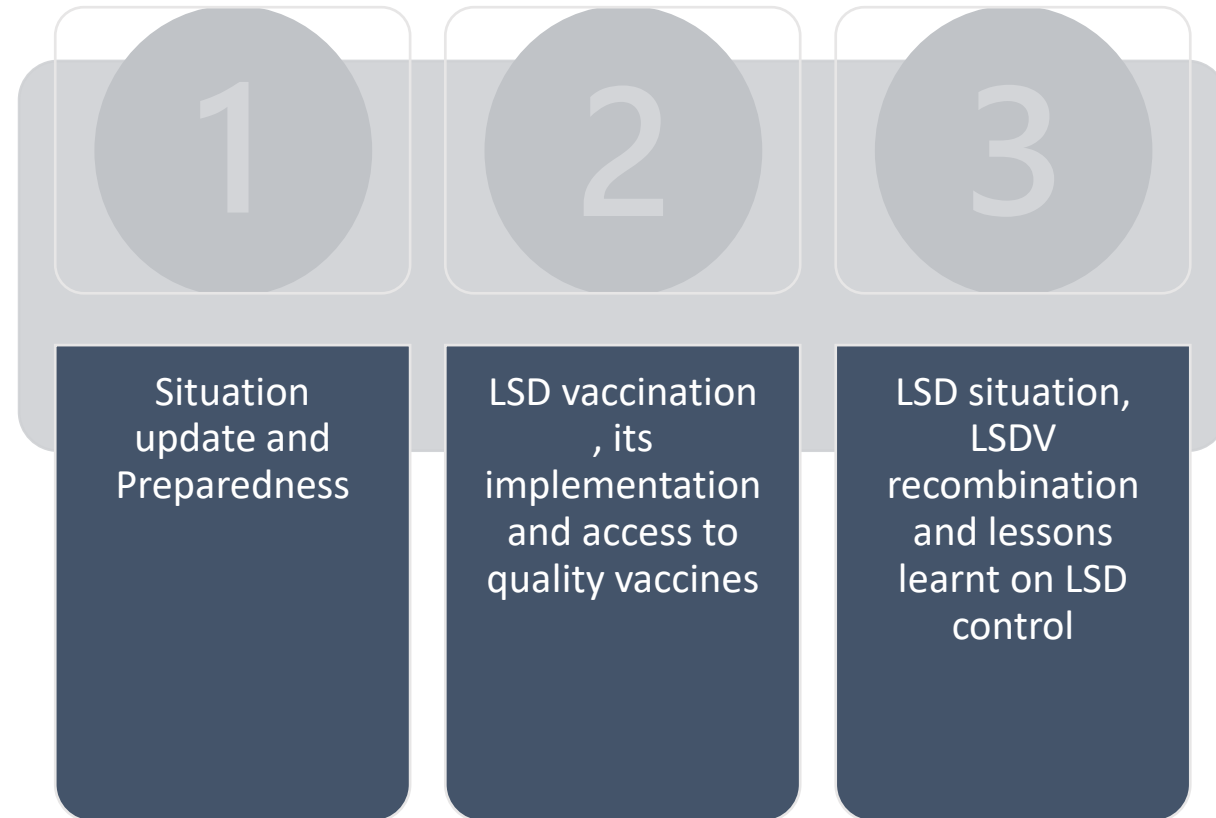 1
2
3
Situation
update and
Preparedness
LSD vaccination
, its
implementation
and access to
quality vaccines
LSD situation,
LSDV
recombination
and lessons
learnt on LSD
control